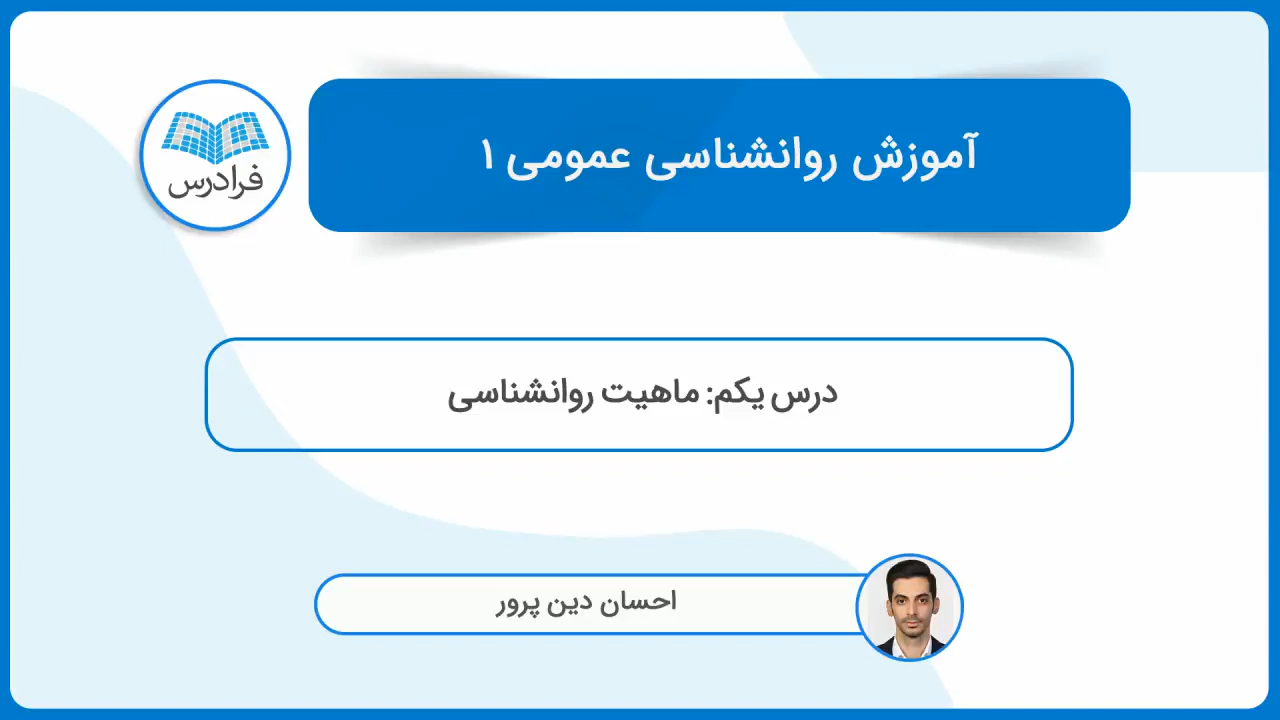 آموزش روانشناسی عمومی ۱
فرادرس
درس یکم: ماهیت روانشناسی
احسان دین پرور